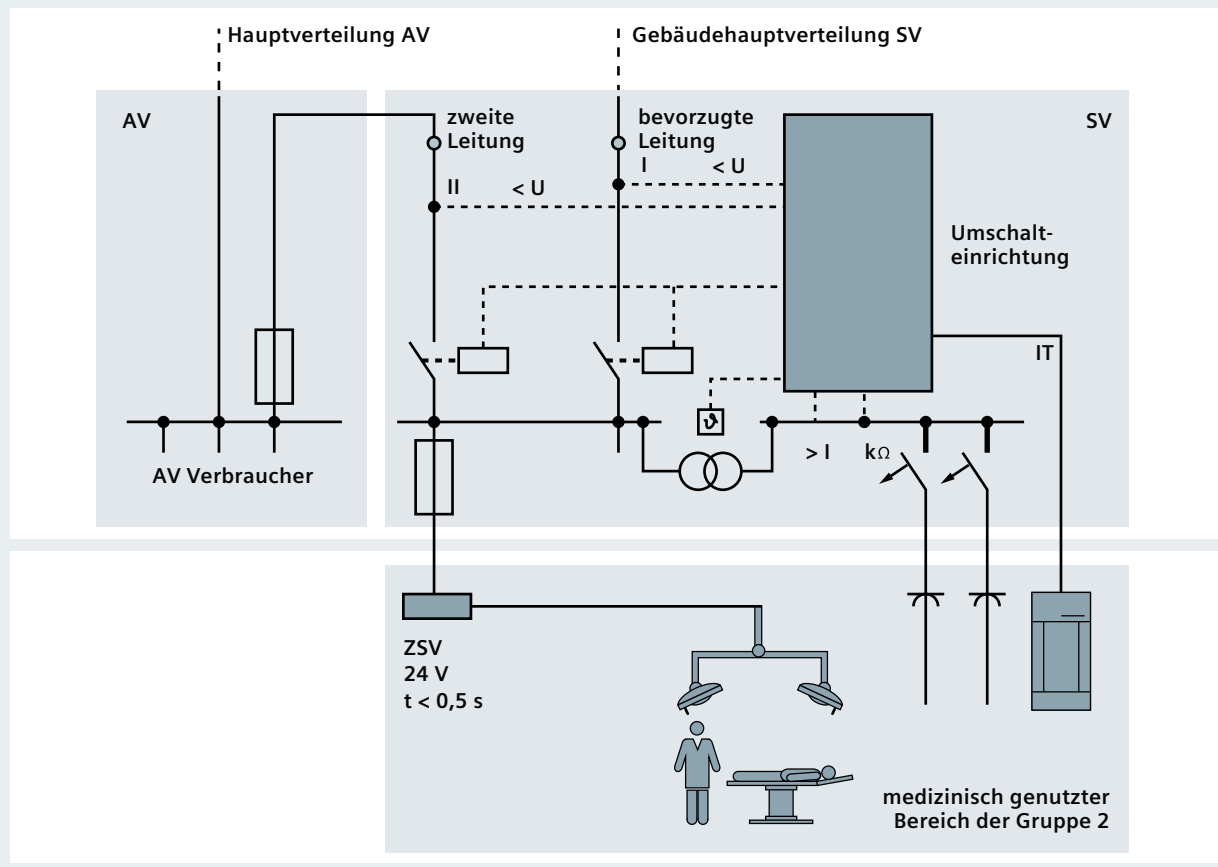 Hauptverteilung AV
Gebäudehauptverteilung SV
AV
zweite
Leitung
bevorzugte
Leitung
SV
I < U
II < U
Umschalt-
einrichtung
IT
ϑ
AV Verbraucher
> I
kΩ
ZSV
24 V
t < 0,5 s
medizinisch genutzter
Bereich der Gruppe 2